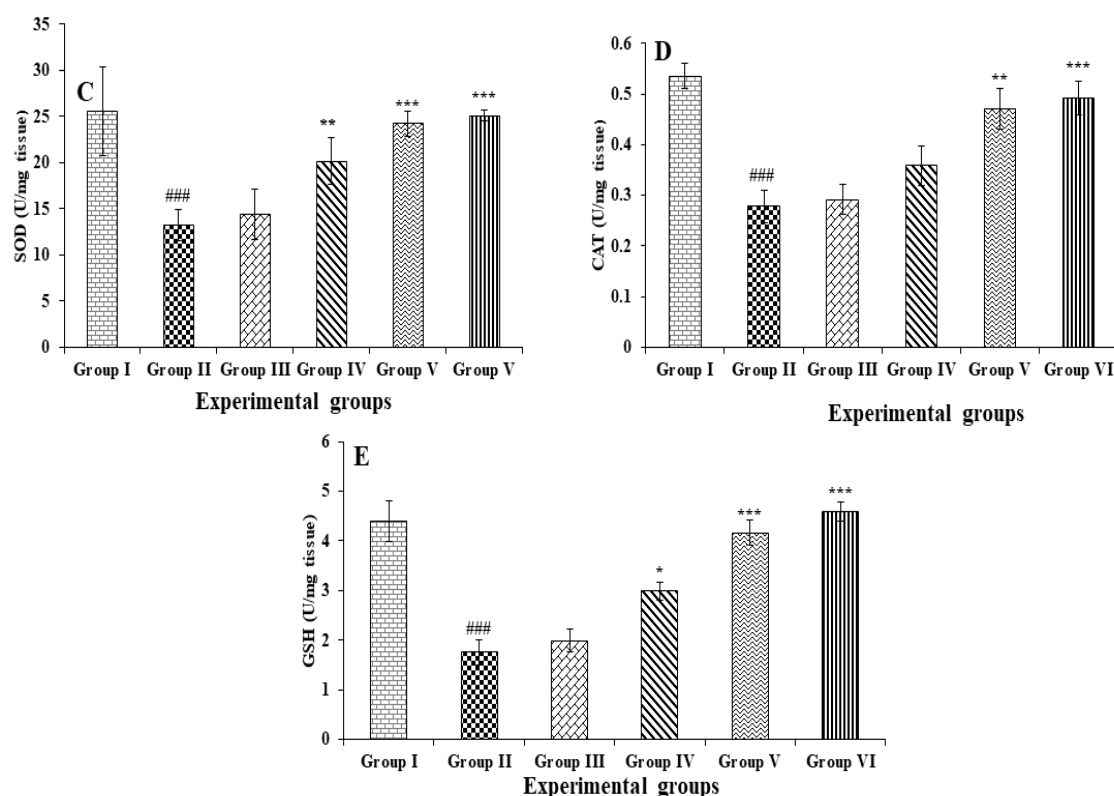 C
SOD (U/mg tissue)
35
30
25
20
15
10
5
0
###
**
***
***
Group I Group II Group III Group IV Group V Group V
Experimental groups
D
CAT (U/mg tissue)
0.6
0.5
0.4
0.3
0.2
0.1
0
###
**
***
Group I Group II Group III Group IV Group V Group VI
Experimental groups
E
GSH (U/mg tissue)
6
5
4
3
2
1
0
###
*
***
***
Group I Group II Group III Group IV Group V Group VI
Experimental groups